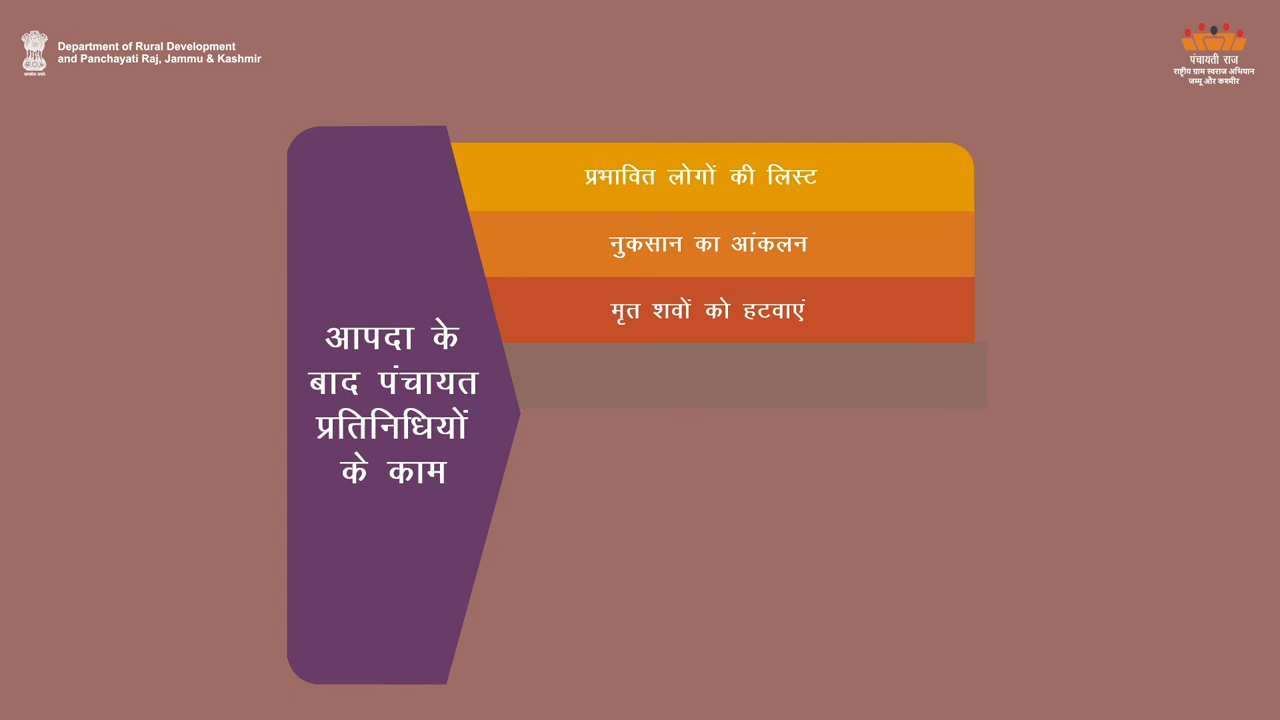 Department of Rural Development
and Panchayati Raj, Jammu & Kashmir
पंचायती राज
राष्ट्रीय ग्राम स्वराज अभियान
जम्मू और कश्मीर
प्रभावित लोगों की लिस्ट
नुकसान का आंकलन
मृत शवों को हटवाएं
आपदा के
बाद पंचायत
प्रतिनिधियों
के काम